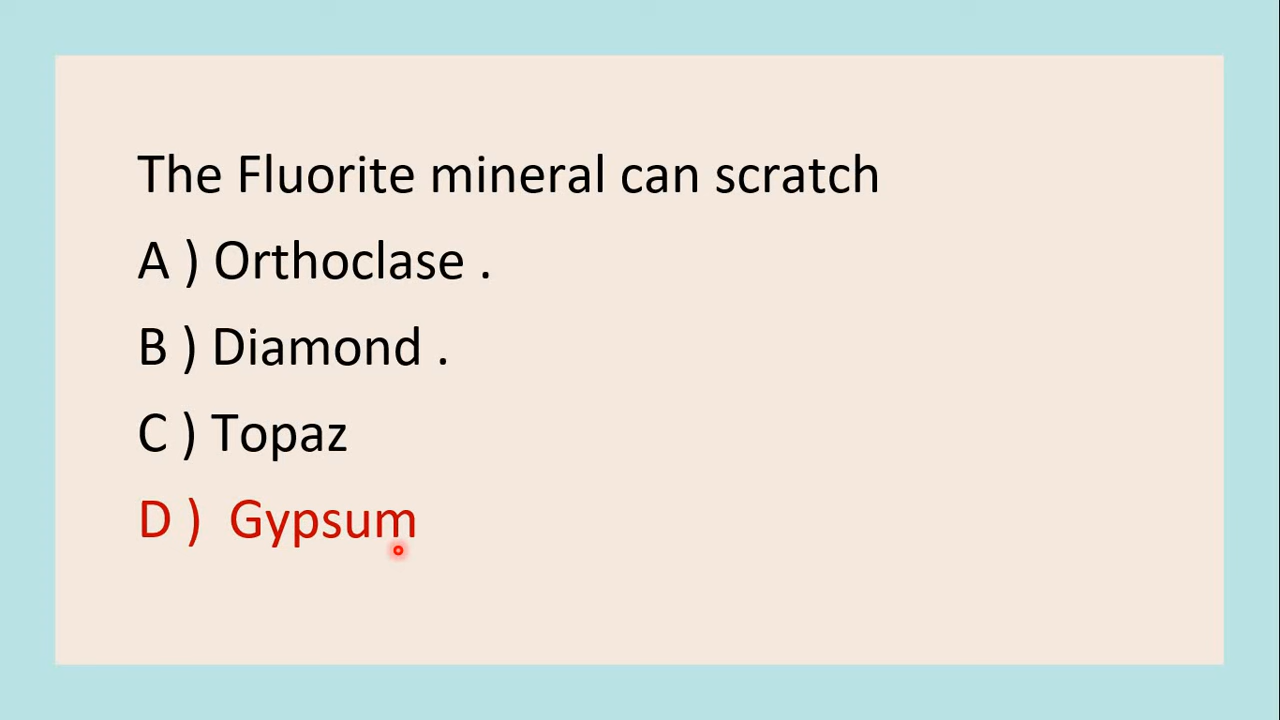 The Fluorite mineral can scratch
A ) Orthoclase .
B ) Diamond .
C ) Topaz
D ) Gypsum